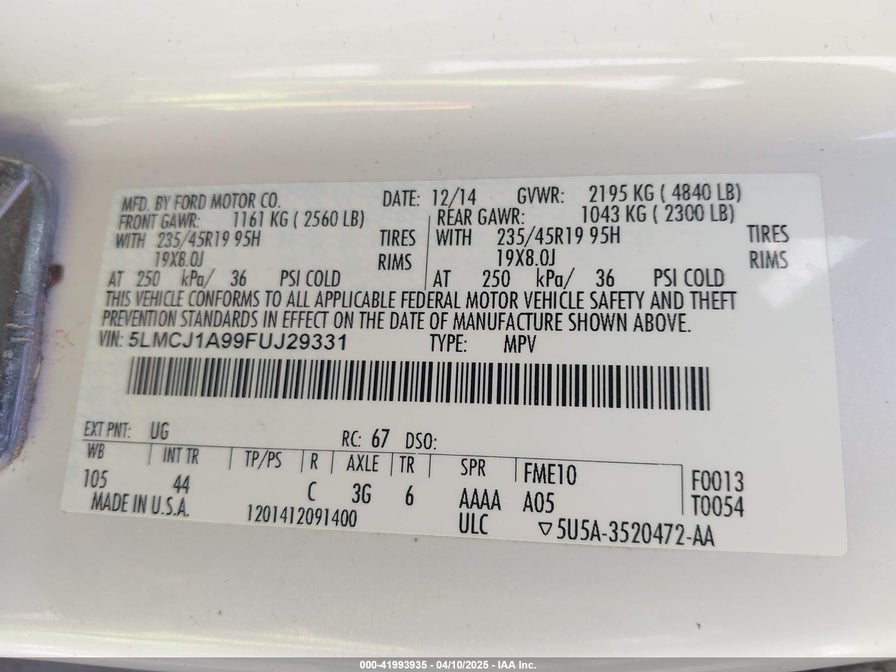 MFD. BY FORD MOTOR CO. DATE: 12/14 GVWR: 2195 KG ( 4840 LB)
FRONT GAWR: 1161 KG ( 2560 LB) REAR GAWR: 1043 KG ( 2300 LB)
WITH 235/45R19 95H TIRES WITH 235/45R19 95H TIRES
19X8.0J RIMS 19X8.0J RIMS
AT 250 kPa/ 36 PSI COLD AT 250 kPa/ 36 PSI COLD
THIS VEHICLE CONFORMS TO ALL APPLICABLE FEDERAL MOTOR VEHICLE SAFETY AND THEFT
PREVENTION STANDARDS IN EFFECT ON THE DATE OF MANUFACTURE SHOWN ABOVE.
VIN: 5LMCJ1A99FUJ29331 TYPE: MPV
EXT PNT: UG RC: 67 DSO:
WB INT TR TP/PS R AXLE TR SPR FME10 F0013
105 44 C 3G 6 AAAA A05 T0054
MADE IN U.S.A. 1201412091400 ULC ▽5U5A-3520472-AA
000-41993935 / 04/10/2025 - IAA Inc.